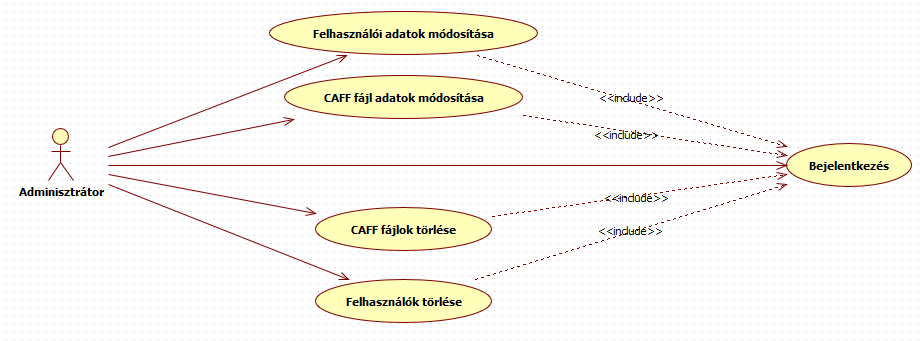 Felhasználói adatok módosítása
CAFF fájl adatok módosítása
<<include>>
<<include>>
Bejelentkezés
Adminisztrátor
<<include>>
CAFF fájlok törlése
<<include>>
Felhasználók törlése